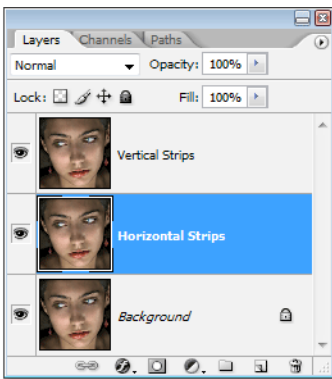 Layers Channels Paths
Normal Opacity: 100%
Lock: Fill: 100%
Vertical Strips
Horizontal Strips
Background